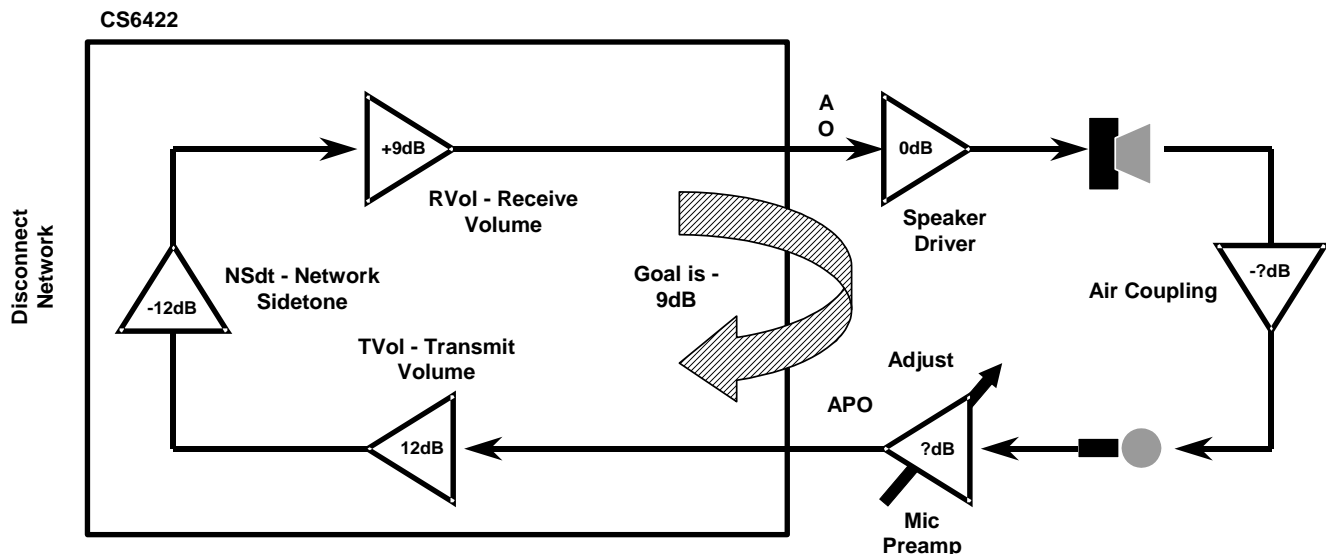 CS6422
A
O
+9dB
0dB
RVol - Receive
Volume
Speaker
Driver
Disconnect
Network
NSdt - Network
Sidetone
-12dB
Goal is -
9dB
Air Coupling
-?dB
TVol - Transmit
Volume
Adjust
APO
12dB
?dB
Mic
Preamp